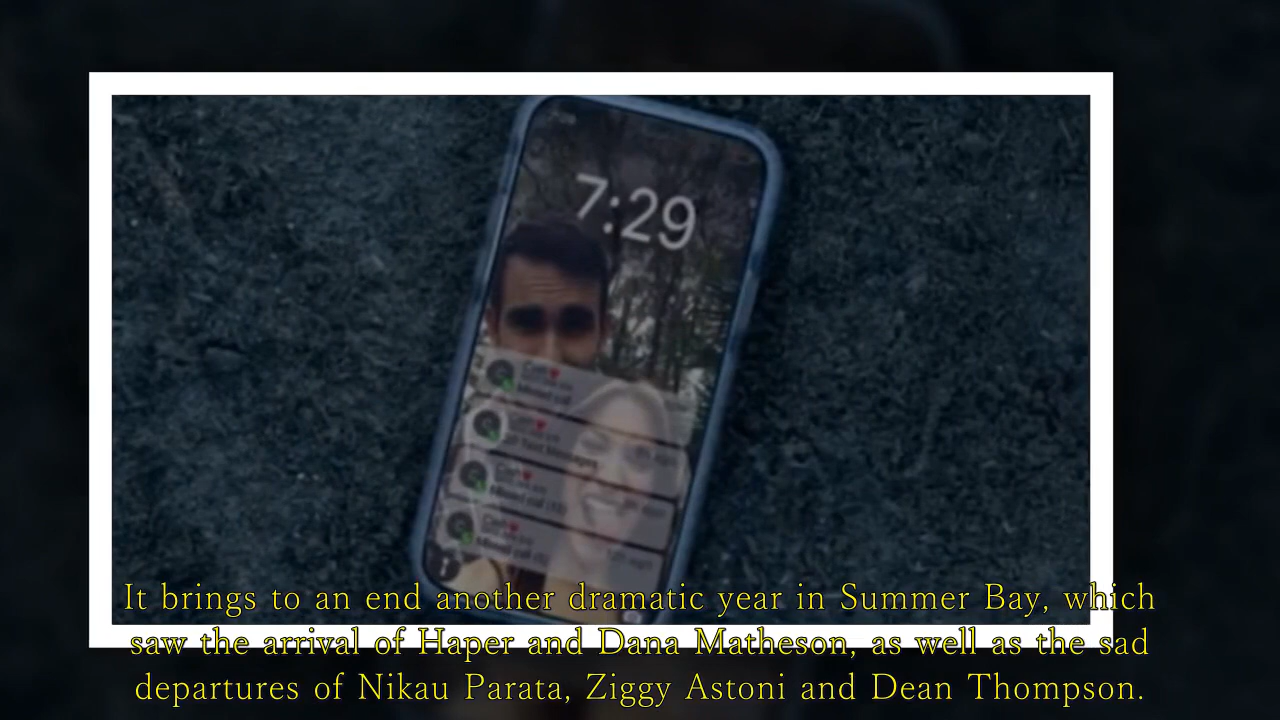 7:29
It brings to an end another dramatic year in Summer Bay, which
saw the arrival of Haper and Dana Matheson, as well as the sad
departures of Nikau Parata, Ziggy Astoni and Dean Thompson.